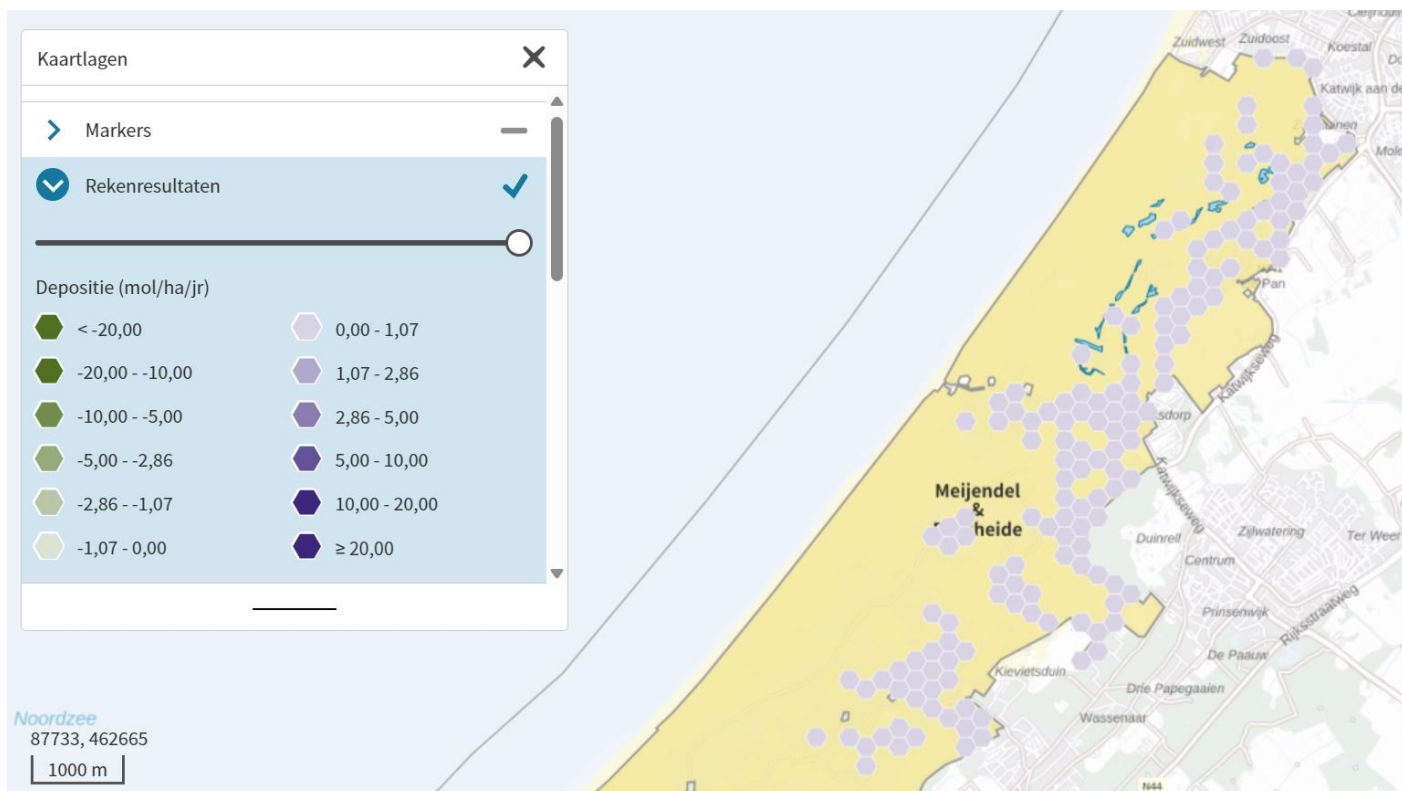 Kaartlagen
Markers
Rekenresultaten
Depositie (mol/ha/jr)
< -20,00
-20,00 - -10,00
-10,00 - -5,00
-5,00 - -2,86
-2,86 - -1,07
-1,07 - 0,00
0,00 - 1,07
1,07 - 2,86
2,86 - 5,00
5,00 - 10,00
10,00 - 20,00
≥ 20,00
Noordzee
87733, 462665
1000 m
Zuidwest
Zuidoost
Koestal
Katwijk aan de
Pan
Katwijkseweg
sdorp
Meijendel
&
heide
Katwijkseweg
Duinrell
Zijlwatering
Ter Weer
Centrum
Prinsenwijk
Rijksstraatweg
De Paauw
Kievietsduin
Drie Papegaaien
Wassenaar
N44